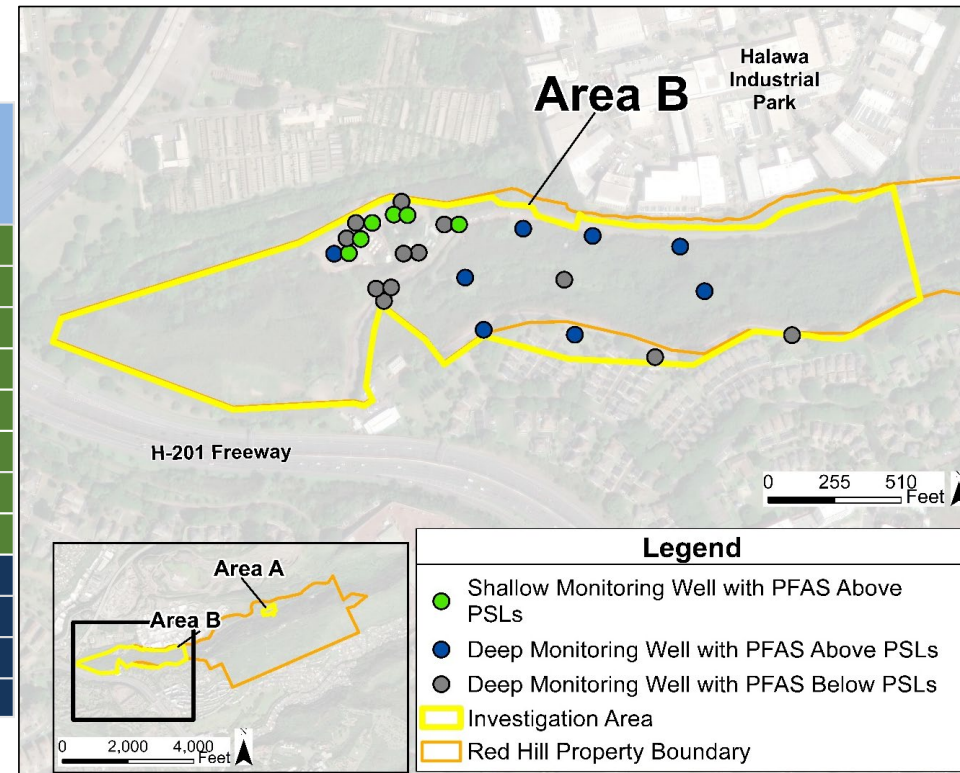 Halawa
Industrial
Park
Area B
H-201 Freeway
0 255 510
Feet
Area A
Area B
0 2,000 4,000
Feet
N
Legend
Shallow Monitoring Well with PFAS Above
PSLs
Deep Monitoring Well with PFAS Above PSLs
Deep Monitoring Well with PFAS Below PSLs
Investigation Area
Red Hill Property Boundary